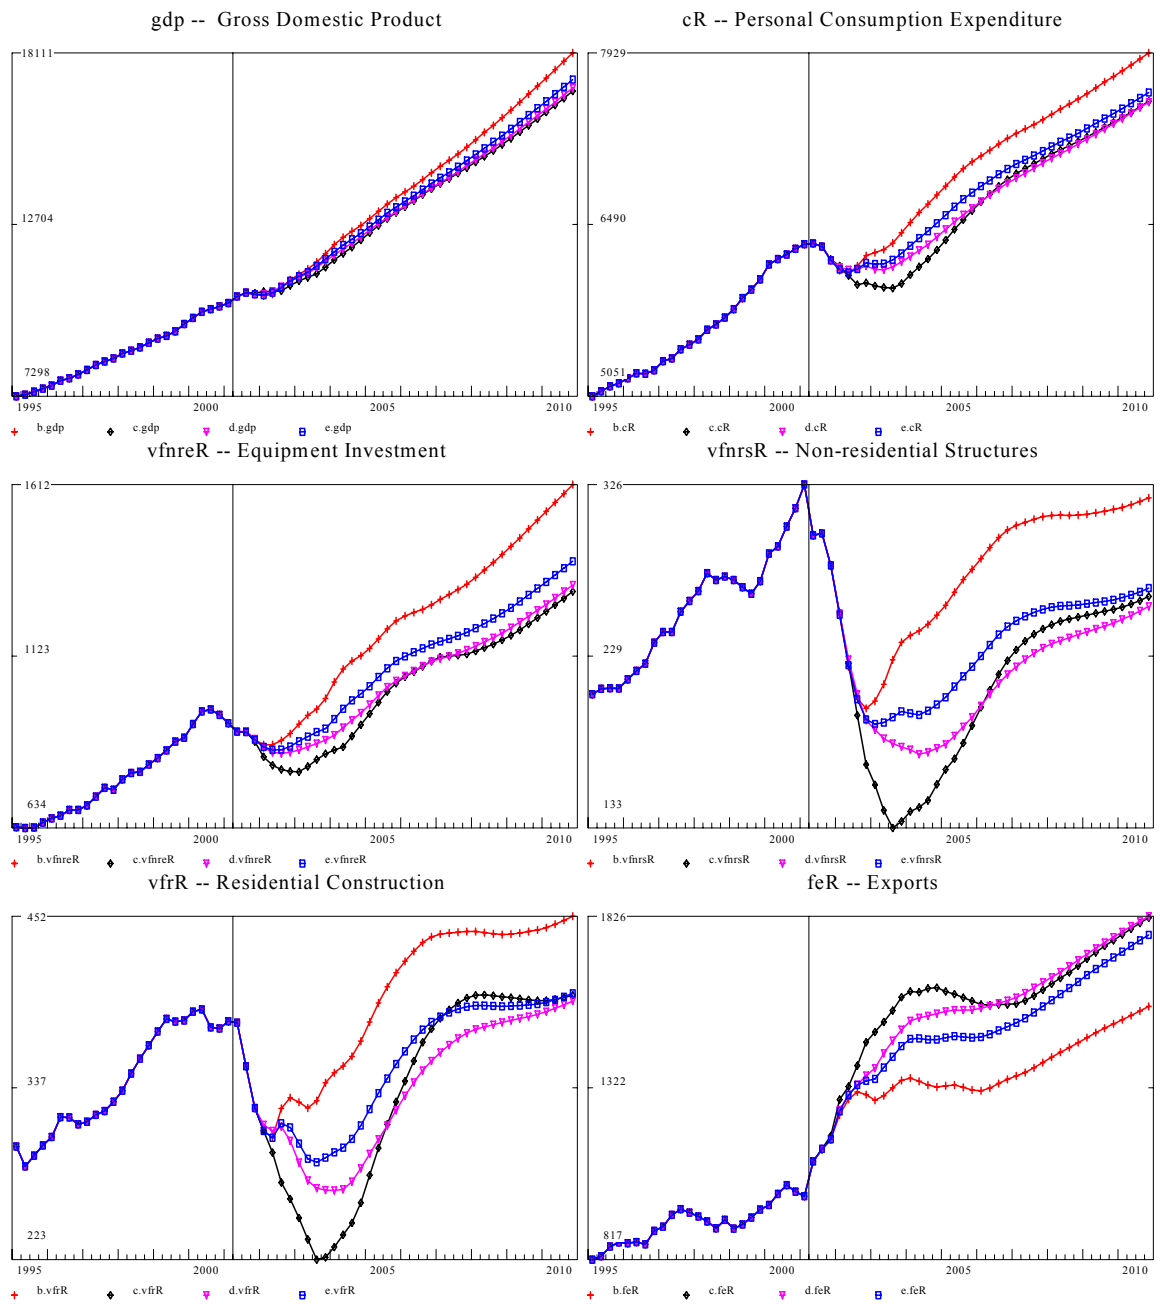 gdp -- Gross Domestic Product
18111
12704
7298
1995 2000 2005 2010
b.gdp c.gdp d.gdp e.gdp
cR -- Personal Consumption Expenditure
7929
6490
5051
1995 2000 2005 2010
b.cR c.cR d.cR e.cR
vfnreR -- Equipment Investment
1612
1123
634
1995 2000 2005 2010
b.vfnreR c.vfnreR d.vfnreR e.vfnreR
vfnrsR -- Non-residential Structures
326
229
133
1995 2000 2005 2010
b.vfnrsR c.vfnrsR d.vfnrsR e.vfnrsR
vfrR -- Residential Construction
452
337
223
1995 2000 2005 2010
b.vfrR c.vfrR d.vfrR e.vfrR
feR -- Exports
1826
1322
817
1995 2000 2005 2010
b.feR c.feR d.feR e.feR